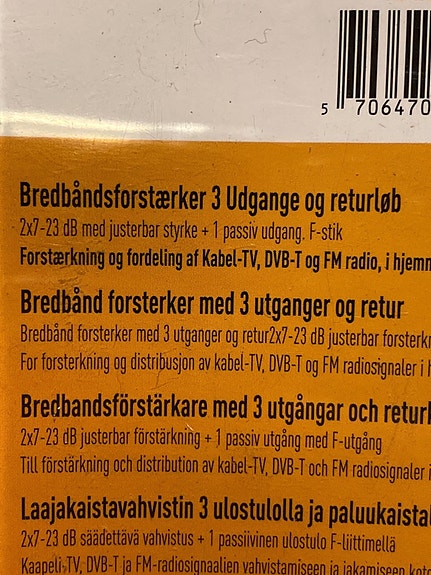 5 706470
Bredbåndsforstærker 3 Udgange og returløb
2x7-23 dB med justerbar styrke + 1 passiv udgang. F-stik
Forstærkning og fordeling af Kabel-TV, DVB-T og FM radio, i hjemm
Bredbånd forsterker med 3 utganger og retur
Bredbånd forsterker med 3 utganger og retur2x7-23 dB justerbar forsterkr
For forsterkning og distribusjon av kabel-TV, DVB-T og FM radiosignaler i h
Bredbandsförstärkare med 3 utgångar och returk
2x7-23 dB justerbar förstärkning + 1 passiv utgång med F-utgång
Till förstärkning och distribution av kabel-TV, DVB-T och FM radiosignaler i
Laajakaistavahvistin 3 ulostulolla ja paluukaistal
2x7-23 dB säädettävä vahvistus + 1 passiivinen ulostulo F-liittimellä
Kaapeli-TV, DVB-T ja FM-radiosignaalien vahvistamiseen ja jakamiseen koto